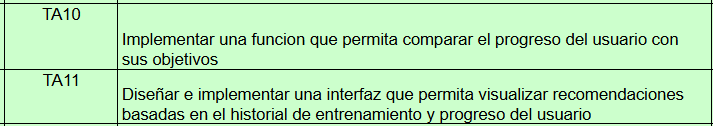 TA10
Implementar una funcion que permita comparar el progreso del usuario con
sus objetivos
TA11
Diseñar e implementar una interfaz que permita visualizar recomendaciones
basadas en el historial de entrenamiento y progreso del usuario